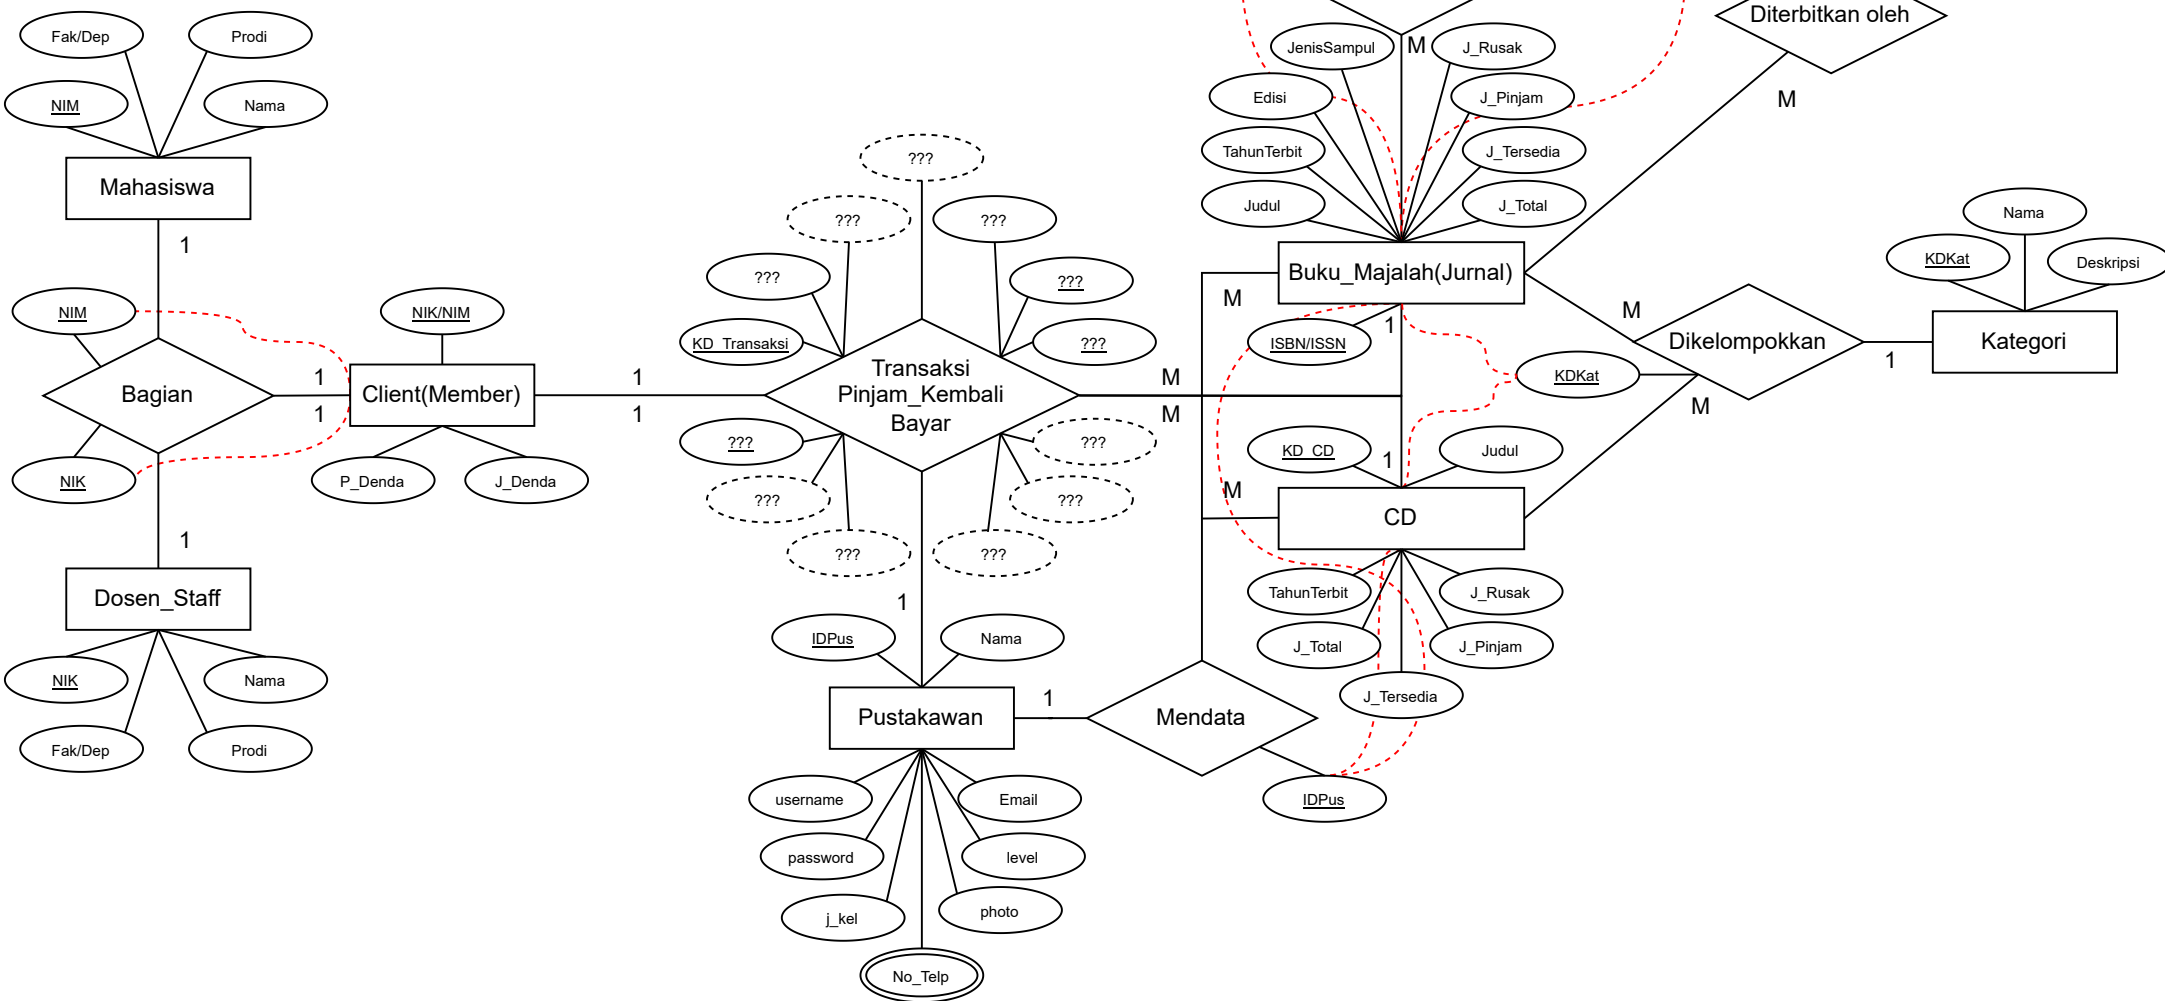 Diterbitkan oleh
Fak/Dep
Prodi
NIM
Nama
Mahasiswa
1
NIM
Bagian
NIK
1
1
1
Dosen_Staff
NIK
Nama
Fak/Dep
Prodi
NIK/NIM
Client(Member)
P_Denda
J_Denda
1
1
???
???
???
???
???
KD_Transaksi
???
Transaksi
Pinjam_Kembali
Bayar
???
???
???
???
???
???
M
M
1
IDPus
Nama
Pustakawan
username
Email
password
level
j_kel
photo
No_Telp
1
Mendata
IDPus
M
JenisSampul
J_Rusak
Edisi
J_Pinjam
TahunTerbit
J_Tersedia
Judul
J_Total
Buku_Majalah(Jurnal)
M
1
ISBN/ISSN
KD_CD
Judul
1
M
CD
TahunTerbit
J_Rusak
J_Total
J_Pinjam
J_Tersedia
M
M
Dikelompokkan
KDKat
M
1
Nama
KDKat
Deskripsi
Kategori